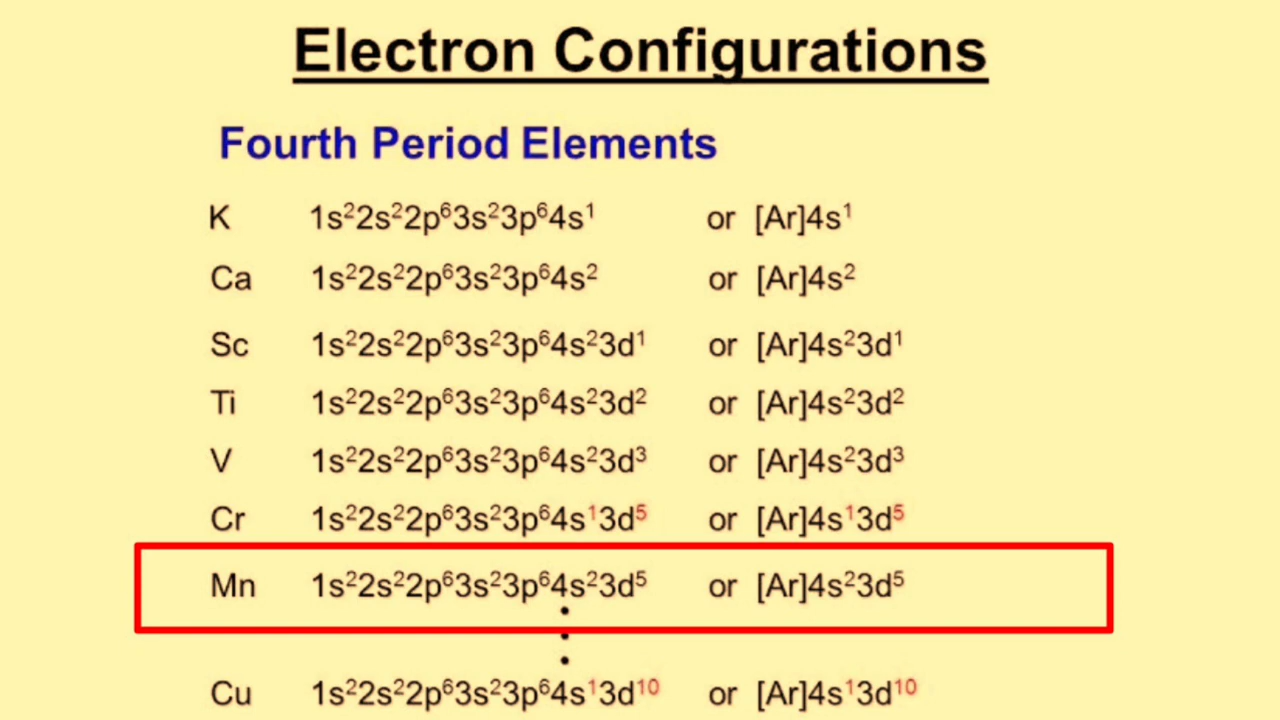 Electron Configurations
Fourth Period Elements
K 1s²2s²2p⁶3s²3p⁶4s¹ or [Ar]4s¹
Ca 1s²2s²2p⁶3s²3p⁶4s² or [Ar]4s²
Sc 1s²2s²2p⁶3s²3p⁶4s²3d¹ or [Ar]4s²3d¹
Ti 1s²2s²2p⁶3s²3p⁶4s²3d² or [Ar]4s²3d²
V 1s²2s²2p⁶3s²3p⁶4s²3d³ or [Ar]4s²3d³
Cr 1s²2s²2p⁶3s²3p⁶4s¹3d⁵ or [Ar]4s¹3d⁵
Mn 1s²2s²2p⁶3s²3p⁶4s²3d⁵ or [Ar]4s²3d⁵
Cu 1s²2s²2p⁶3s²3p⁶4s¹3d¹⁰ or [Ar]4s¹3d¹⁰